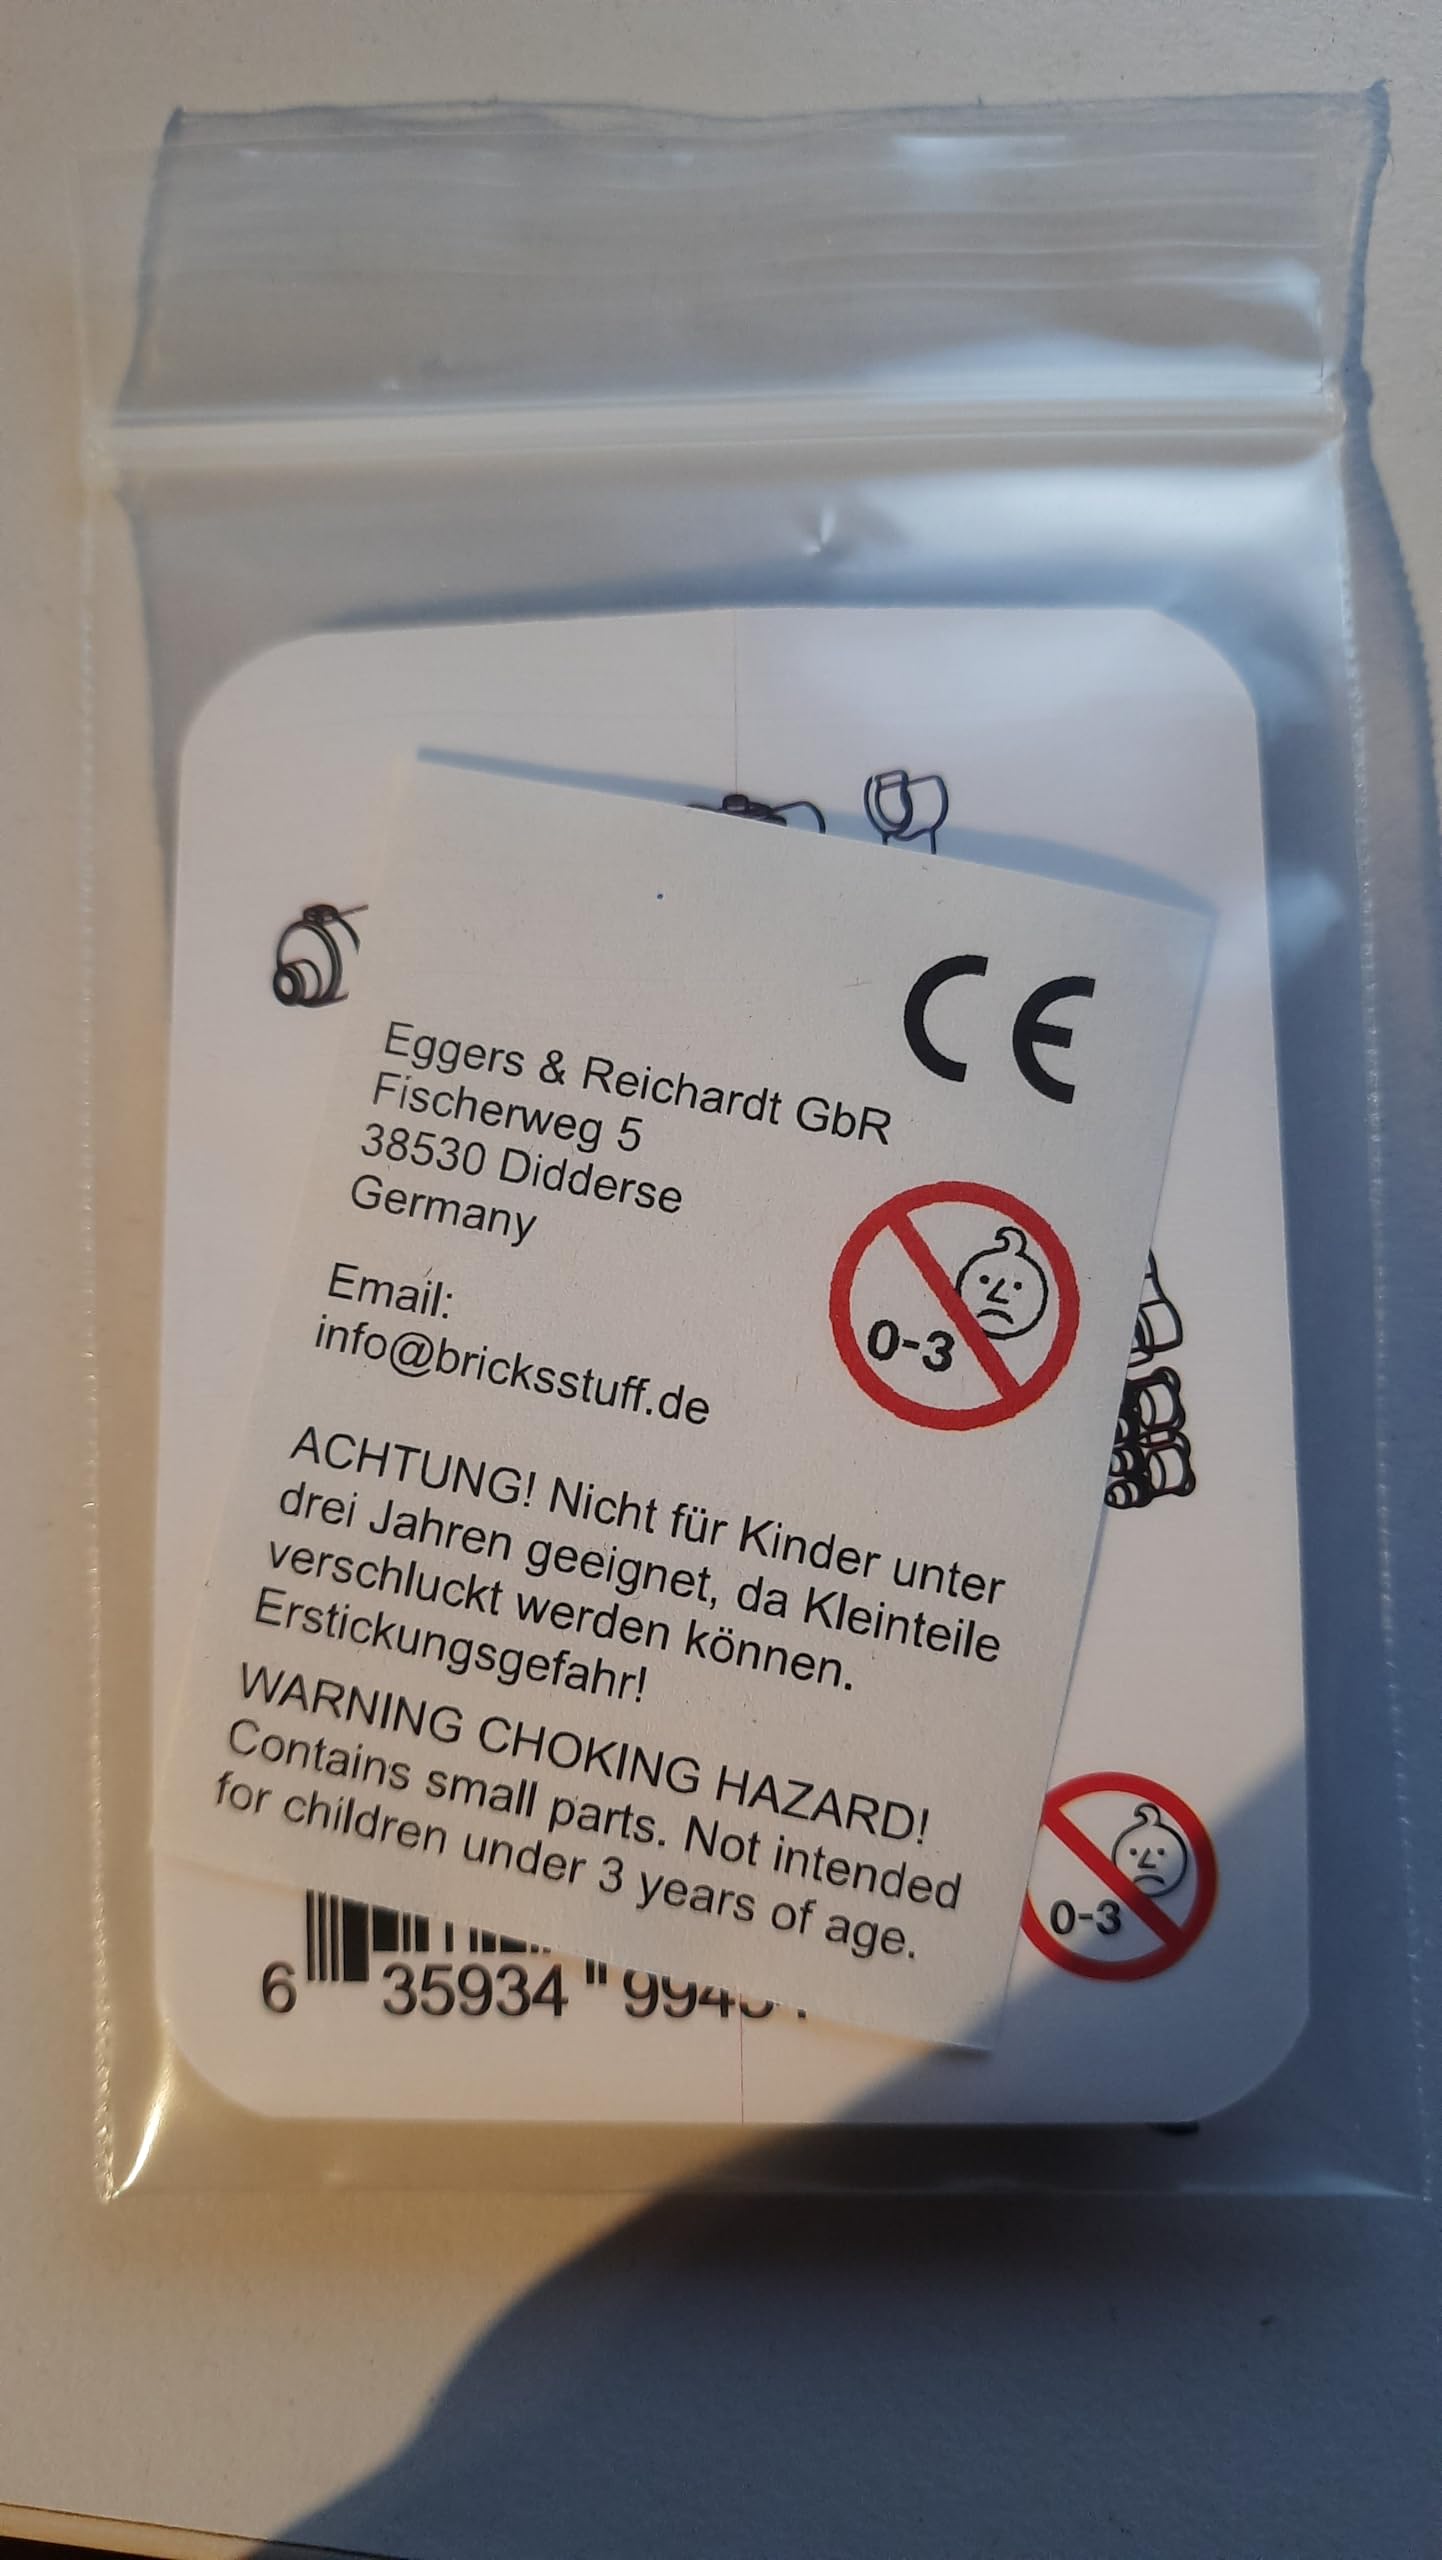 CE
Eggers & Reichardt GbR
Fischerweg 5
38530 Didderse
Germany
0-3
Email:
info@bricksstuff.de
ACHTUNG! Nicht für Kinder unter
drei Jahren geeignet, da Kleinteile
verschluckt werden können.
Erstickungsgefahr!
WARNING CHOKING HAZARD!
Contains small parts. Not intended
for children under 3 years of age.
0-3
6 35934